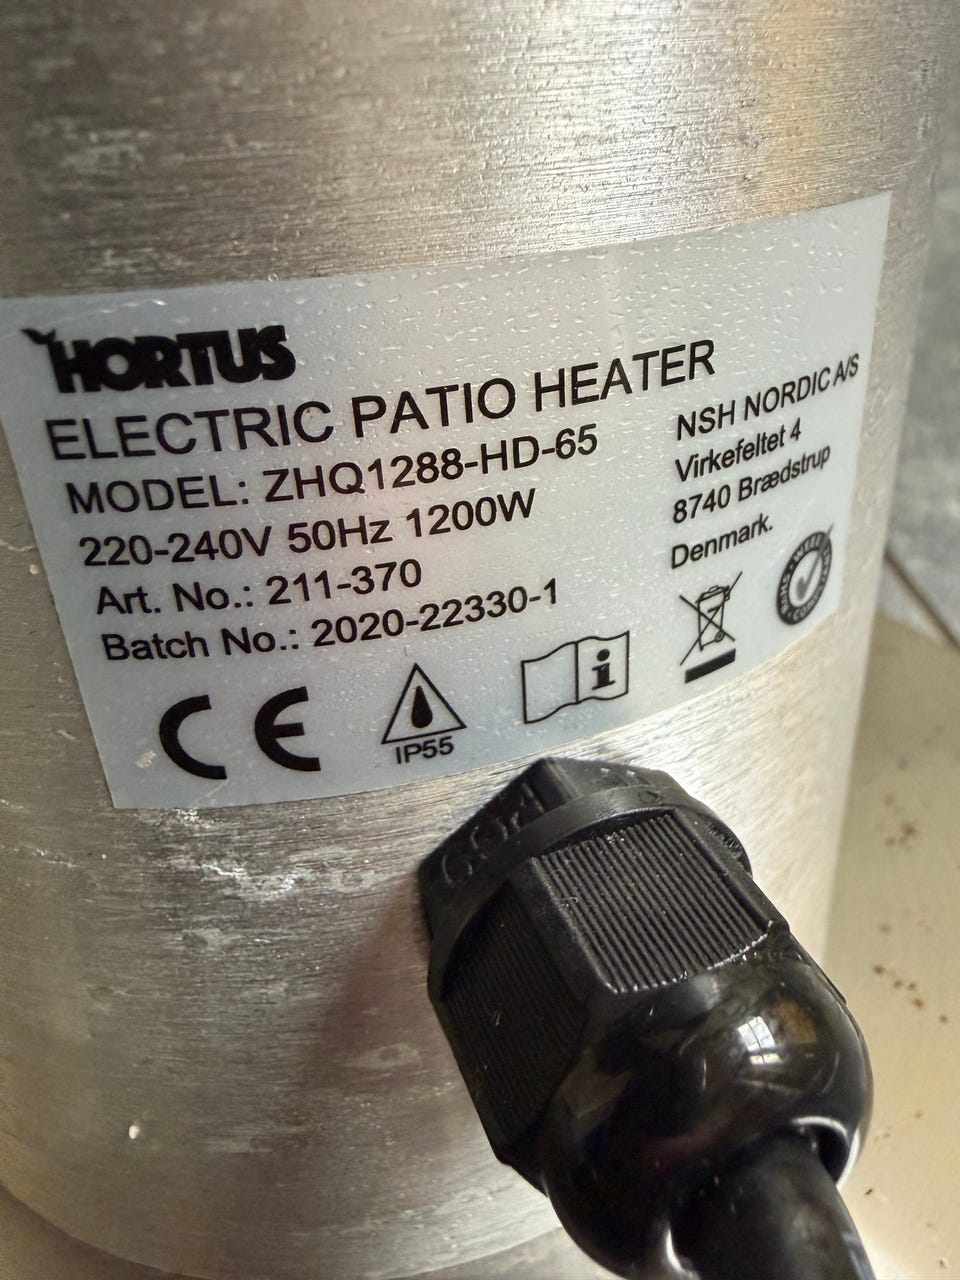 HORTUS
ELECTRIC PATIO HEATER
MODEL: ZHQ1288-HD-65
220-240V 50Hz 1200W
Art. No.: 211-370
Batch No.: 2020-22330-1
NSH NORDIC A/S
Virkefeltet 4
8740 Brædstrup
Denmark.
CE
IP55
i